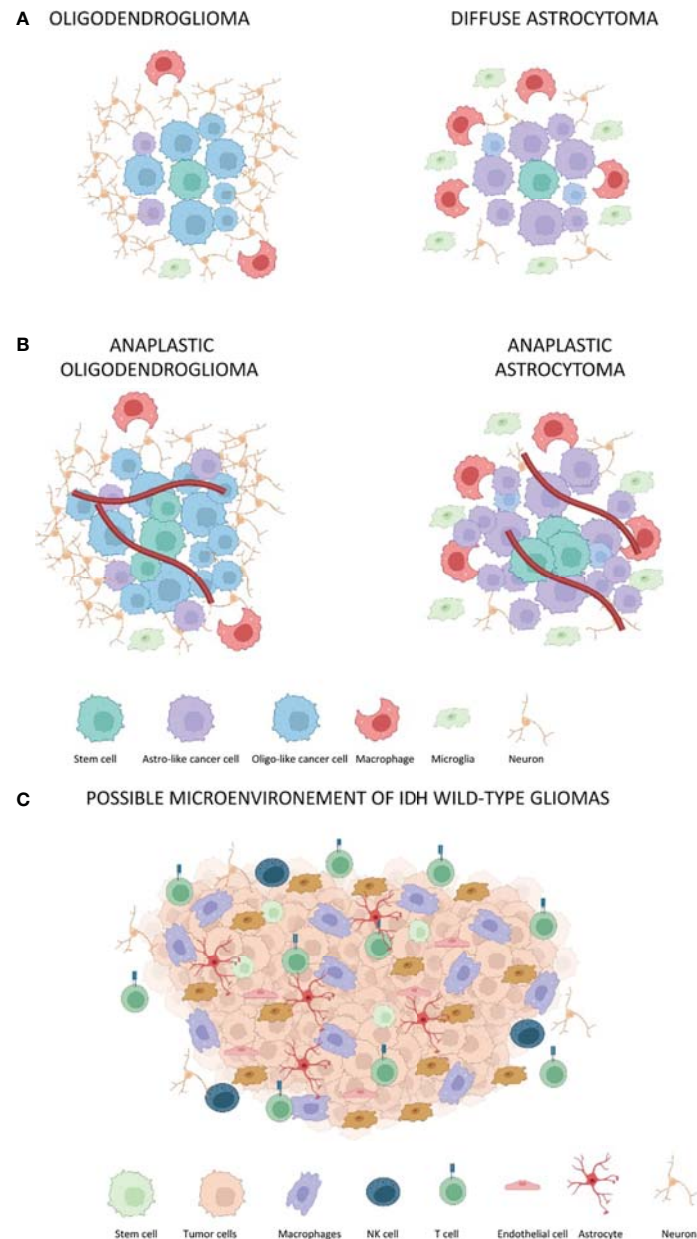 A
OLIGODENDROGLIOMA
DIFFUSE ASTROCYTOMA
B
ANAPLASTIC
OLIGODENDROGLIOMA
ANAPLASTIC
ASTROCYTOMA
Stem cell
Astro-like cancer cell
Oligo-like cancer cell
Macrophage
Microglia
Neuron
C
POSSIBLE MICROENVIRONEMENT OF IDH WILD-TYPE GLIOMAS
Stem cell
Tumor cells
Macrophages
NK cell
T cell
Endothelial cell
Astrocyte
Neuron